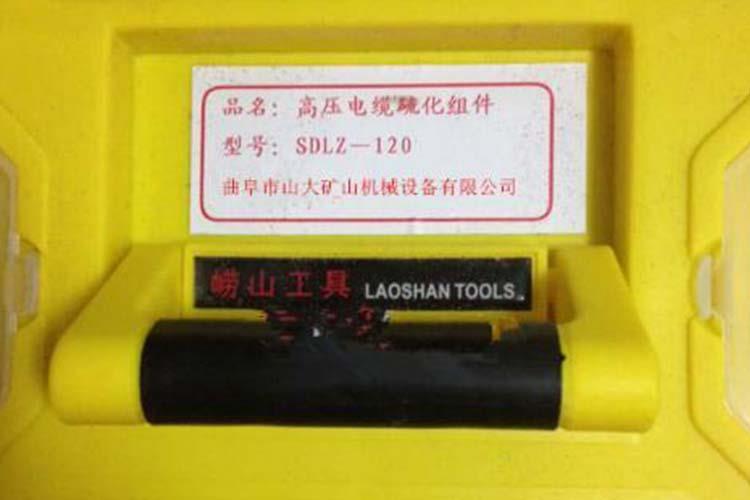 品名: 高压电缆硫化组件
型号: SDLZ—120
曲阜市山大矿山机械设备有限公司
崂山工具 LAOSHAN TOOLS